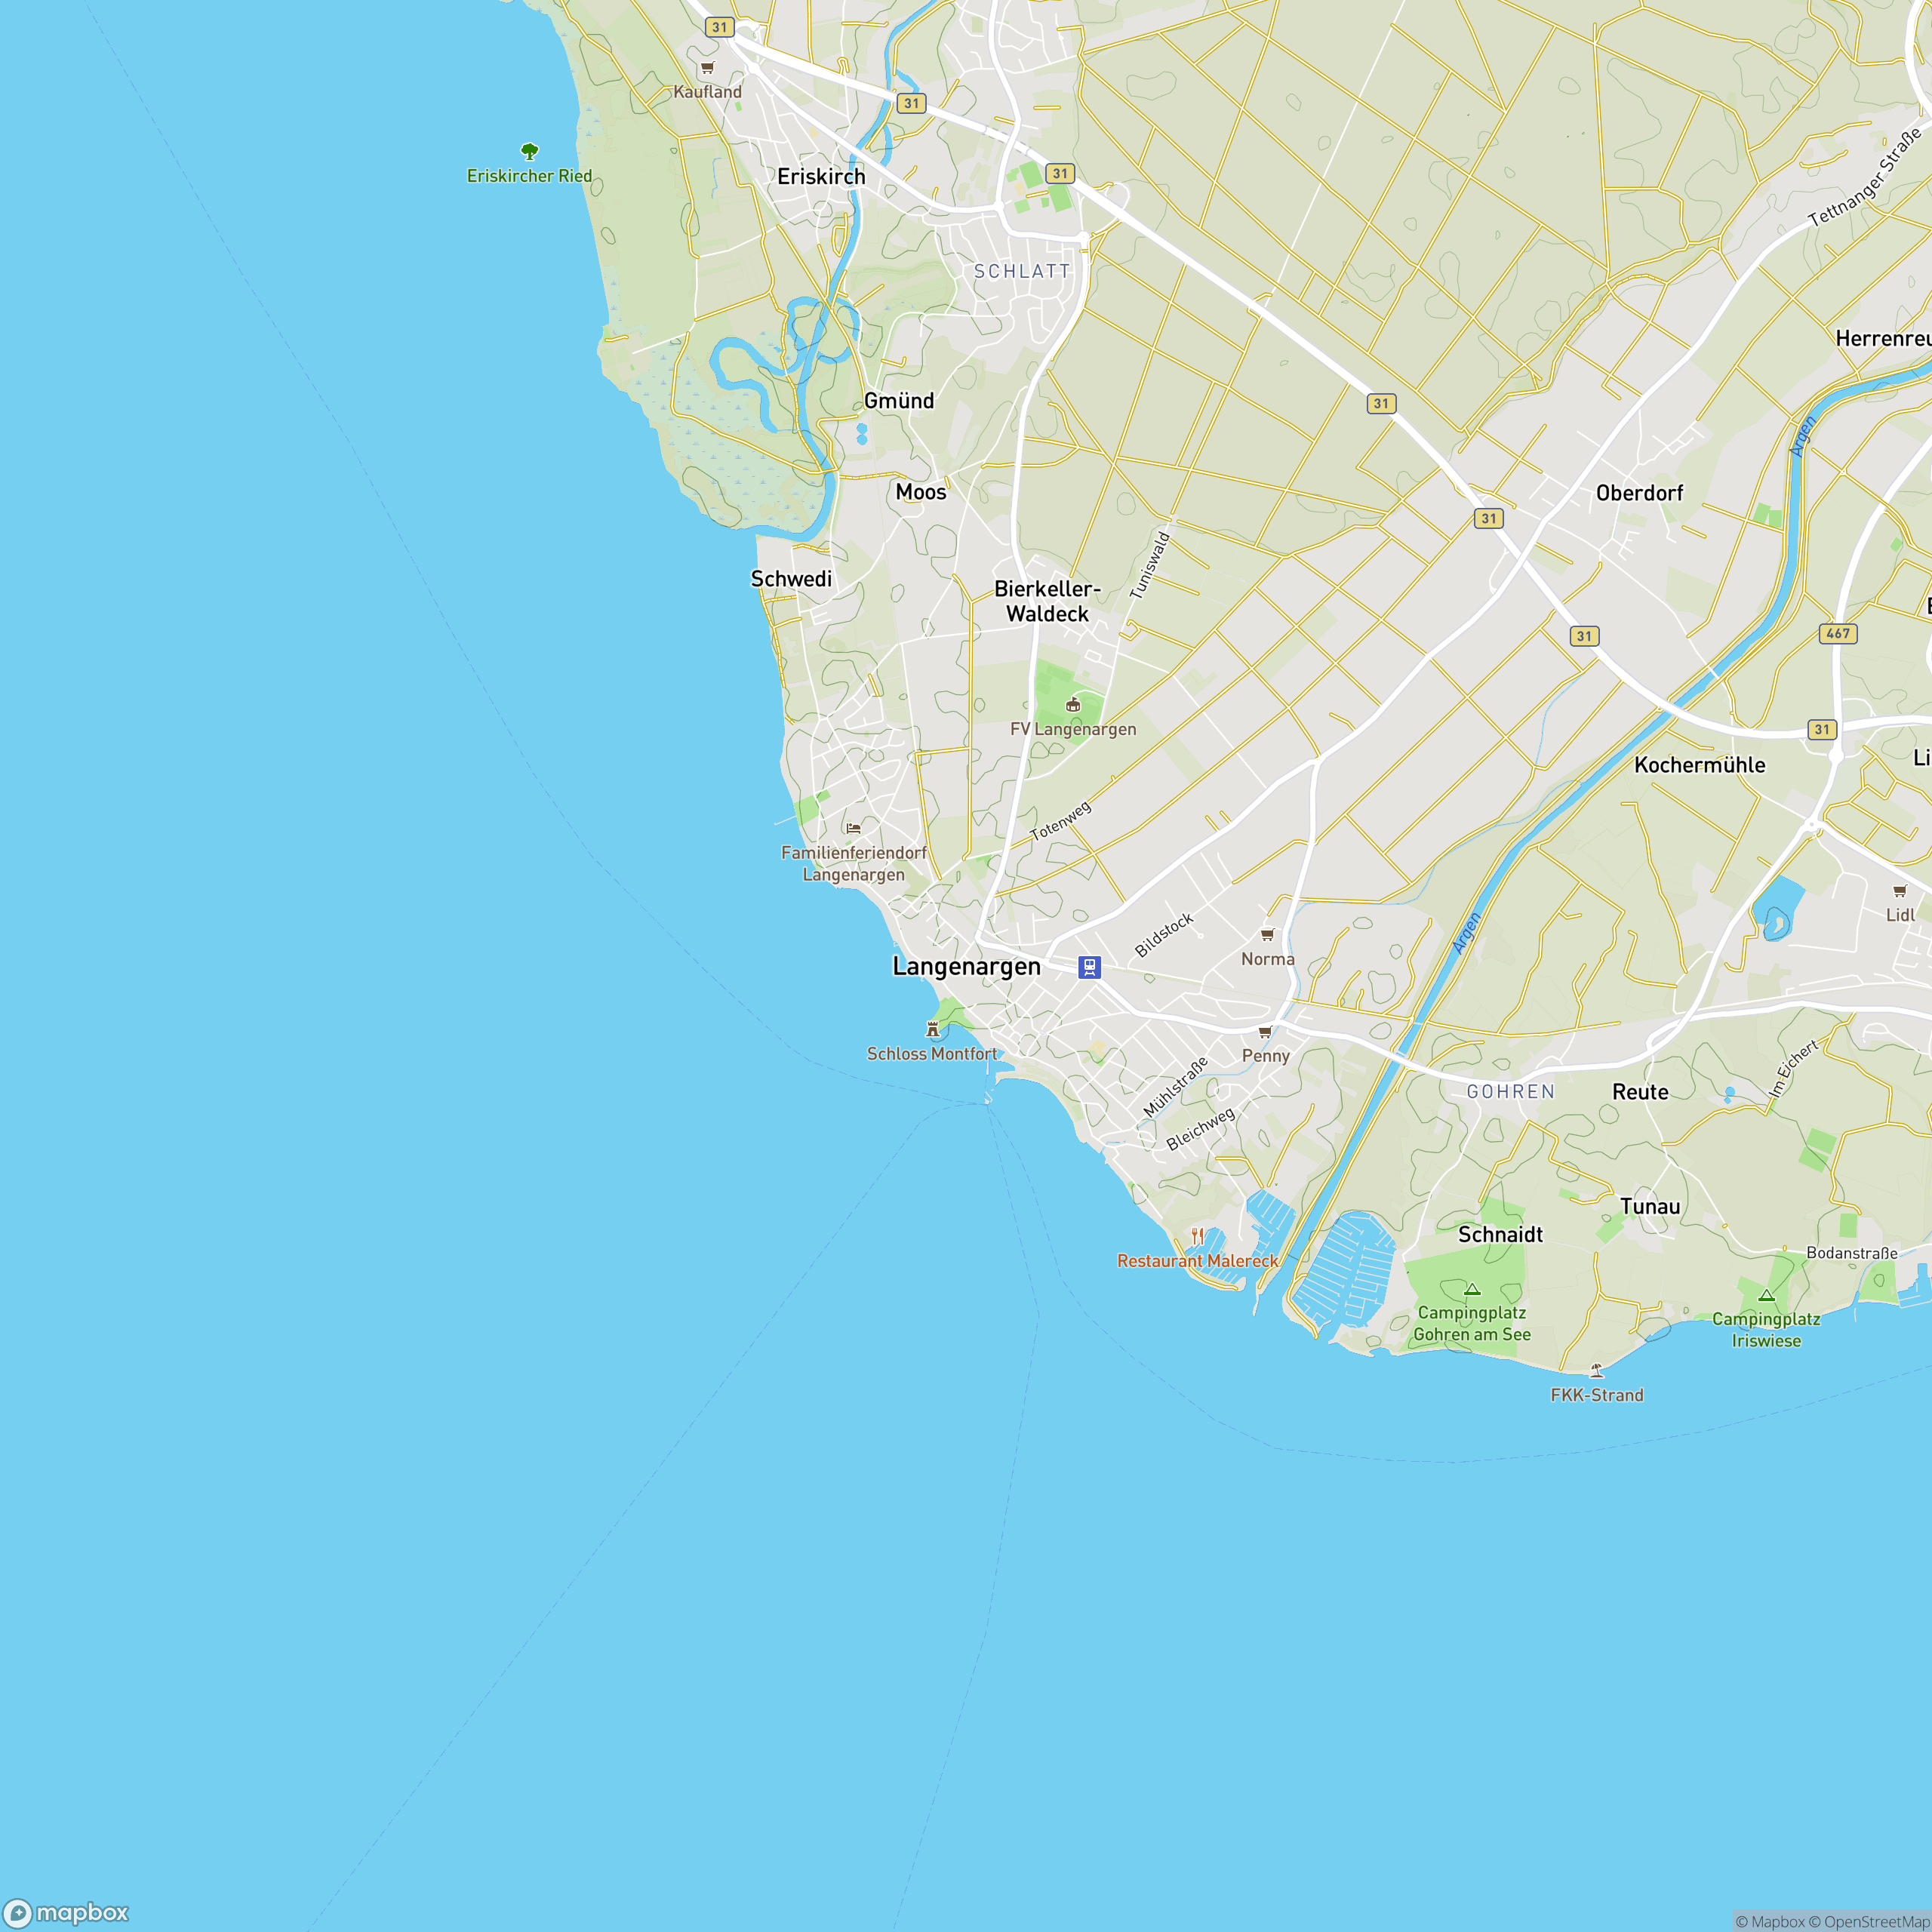 31
Kaufland
31
Eriskircher Ried
Eriskirch
31
Tettnanger Straße
SCHLATT
Gmünd
31
Argen
Moos
Oberdorf
31
Schwedi
Tuniswald
Bierkeller-
Waldeck
31
467
FV Langenargen
31
Kochermühle
Totenweg
Familienferiendorf
Langenargen
Lidl
Bildstock
Argen
Norma
Langenargen
Schloss Montfort
Penny
Mühlstraße
GOHREN
Reute
Im Eichert
Bleichweg
Tunau
Schnaidt
Bodanstraße
Restaurant Malereck
Campingplatz
Gohren am See
Campingplatz
Iriswiese
FKK-Strand
mapbox
© Mapbox © OpenStreetMap